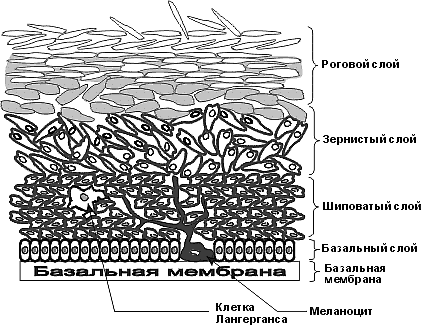 Роговой слой
Зернистый слой
Шиповатый слой
Базальный слой
Базальная
мембрана
Базальная мембрана
Клетка
Лангерганса
Меланоцит